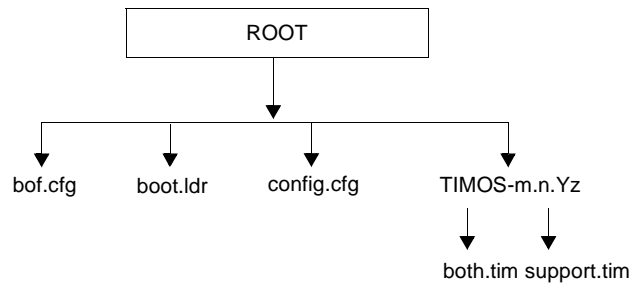 ROOT
bof.cfg boot.ldr config.cfg TIMOS-m.n.Yz
both.tim support.tim